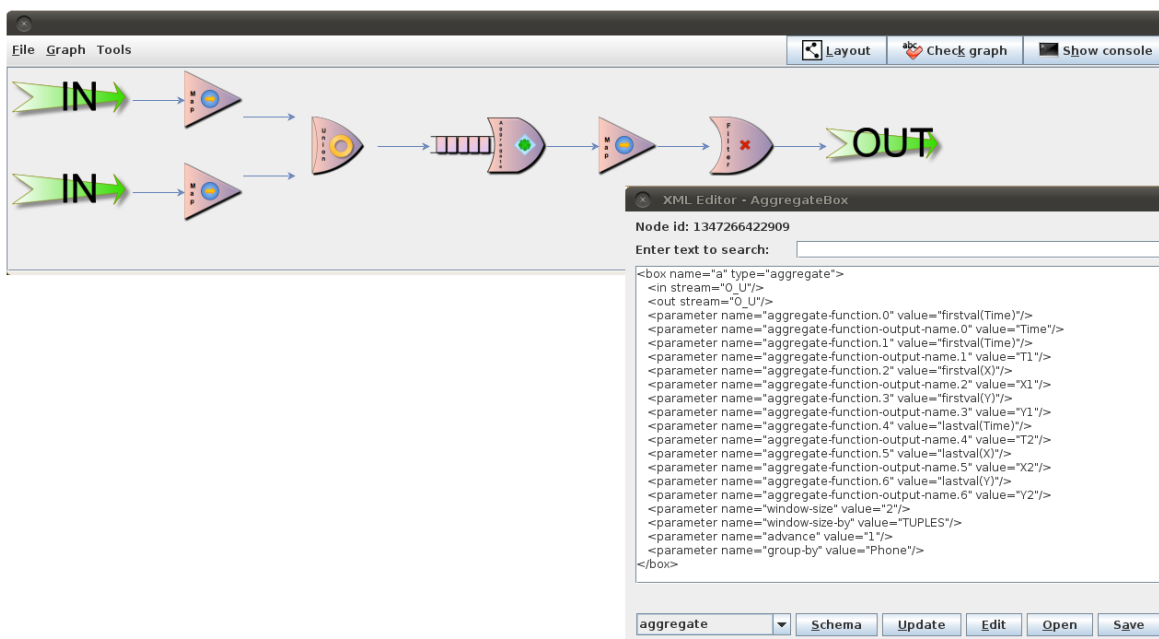 File Graph Tools
Layout
Check graph
Show console
IN
Map
Union
Aggregate
Map
Filter
OUT
IN
Map
XML Editor - AggregateBox
Node id: 1347266422909
Enter text to search:
<box name="a" type="aggregate">
<in stream="O_U"/>
<out stream="O_U"/>
<parameter name="aggregate-function.0" value="firstval(Time)"/>
<parameter name="aggregate-function-output-name.0" value="Time"/>
<parameter name="aggregate-function.1" value="firstval(Time)"/>
<parameter name="aggregate-function-output-name.1" value="T1"/>
<parameter name="aggregate-function.2" value="firstval(X)"/>
<parameter name="aggregate-function-output-name.2" value="X1"/>
<parameter name="aggregate-function.3" value="firstval(Y)"/>
<parameter name="aggregate-function-output-name.3" value="Y1"/>
<parameter name="aggregate-function.4" value="lastval(Time)"/>
<parameter name="aggregate-function-output-name.4" value="T2"/>
<parameter name="aggregate-function.5" value="lastval(X)"/>
<parameter name="aggregate-function-output-name.5" value="X2"/>
<parameter name="aggregate-function.6" value="lastval(Y)"/>
<parameter name="aggregate-function-output-name.6" value="Y2"/>
<parameter name="window-size" value="2"/>
<parameter name="window-size-by" value="TUPLES"/>
<parameter name="advance" value="1"/>
<parameter name="group-by" value="Phone"/>
</box>
aggregate
Schema
Update
Edit
Open
Save